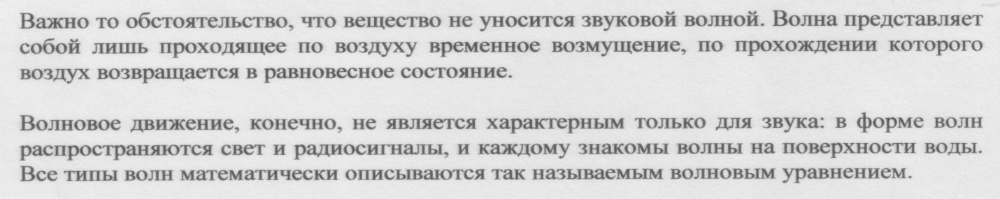 Важно то обстоятельство, что вещество не уносится звуковой волной. Волна представляет
собой лишь проходящее по воздуху временное возмущение, по прохождении которого
воздух возвращается в равновесное состояние.
Волновое движение, конечно, не является характерным только для звука: в форме волн
распространяются свет и радиосигналы, и каждому знакомы волны на поверхности воды.
Все типы волн математически описываются так называемым волновым уравнением.